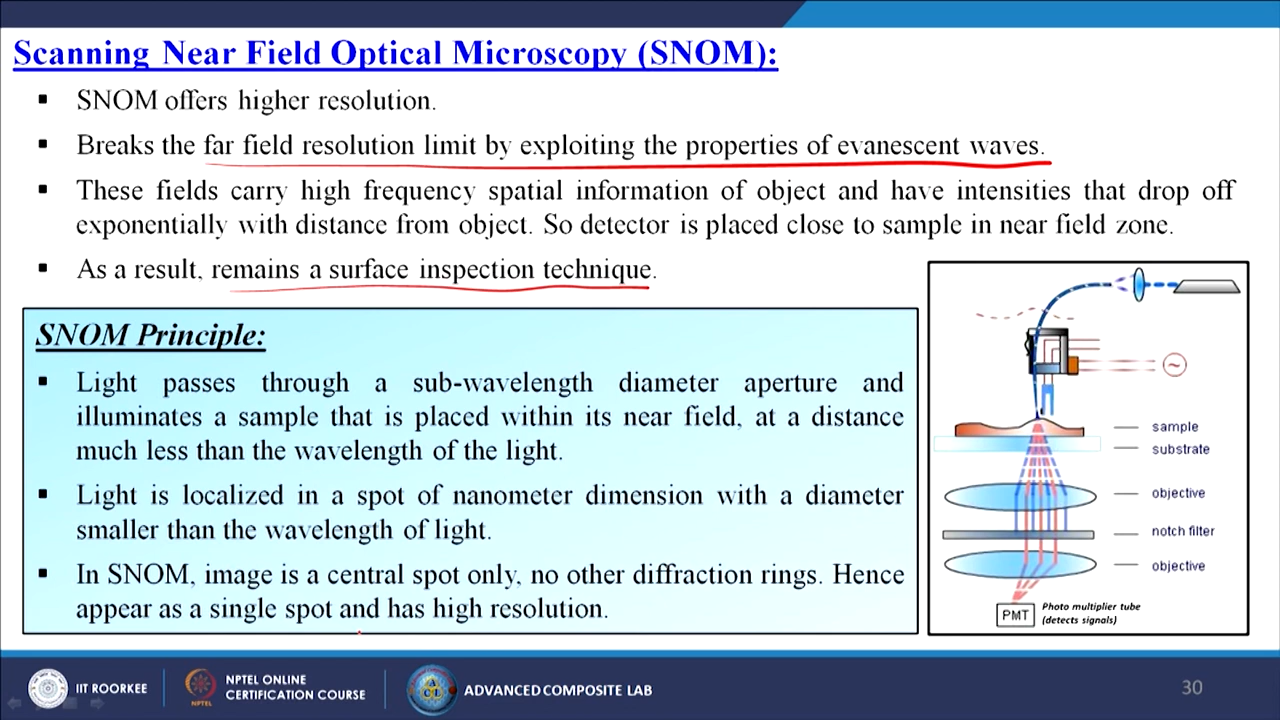 Scanning Near Field Optical Microscopy (SNOM):
▪ SNOM offers higher resolution.
▪ Breaks the far field resolution limit by exploiting the properties of evanescent waves.
▪ These fields carry high frequency spatial information of object and have intensities that drop off
exponentially with distance from object. So detector is placed close to sample in near field zone.
▪ As a result, remains a surface inspection technique.
SNOM Principle:
▪ Light passes through a sub-wavelength diameter aperture and
illuminates a sample that is placed within its near field, at a distance
much less than the wavelength of the light.
▪ Light is localized in a spot of nanometer dimension with a diameter
smaller than the wavelength of light.
▪ In SNOM, image is a central spot only, no other diffraction rings. Hence
appear as a single spot and has high resolution.
sample
substrate
objective
notch filter
objective
PMT
Photo multiplier tube
(detects signals)
IIT ROORKEE
NPTEL
NPTEL ONLINE
CERTIFICATION COURSE
ADVANCED COMPOSITE LAB
30